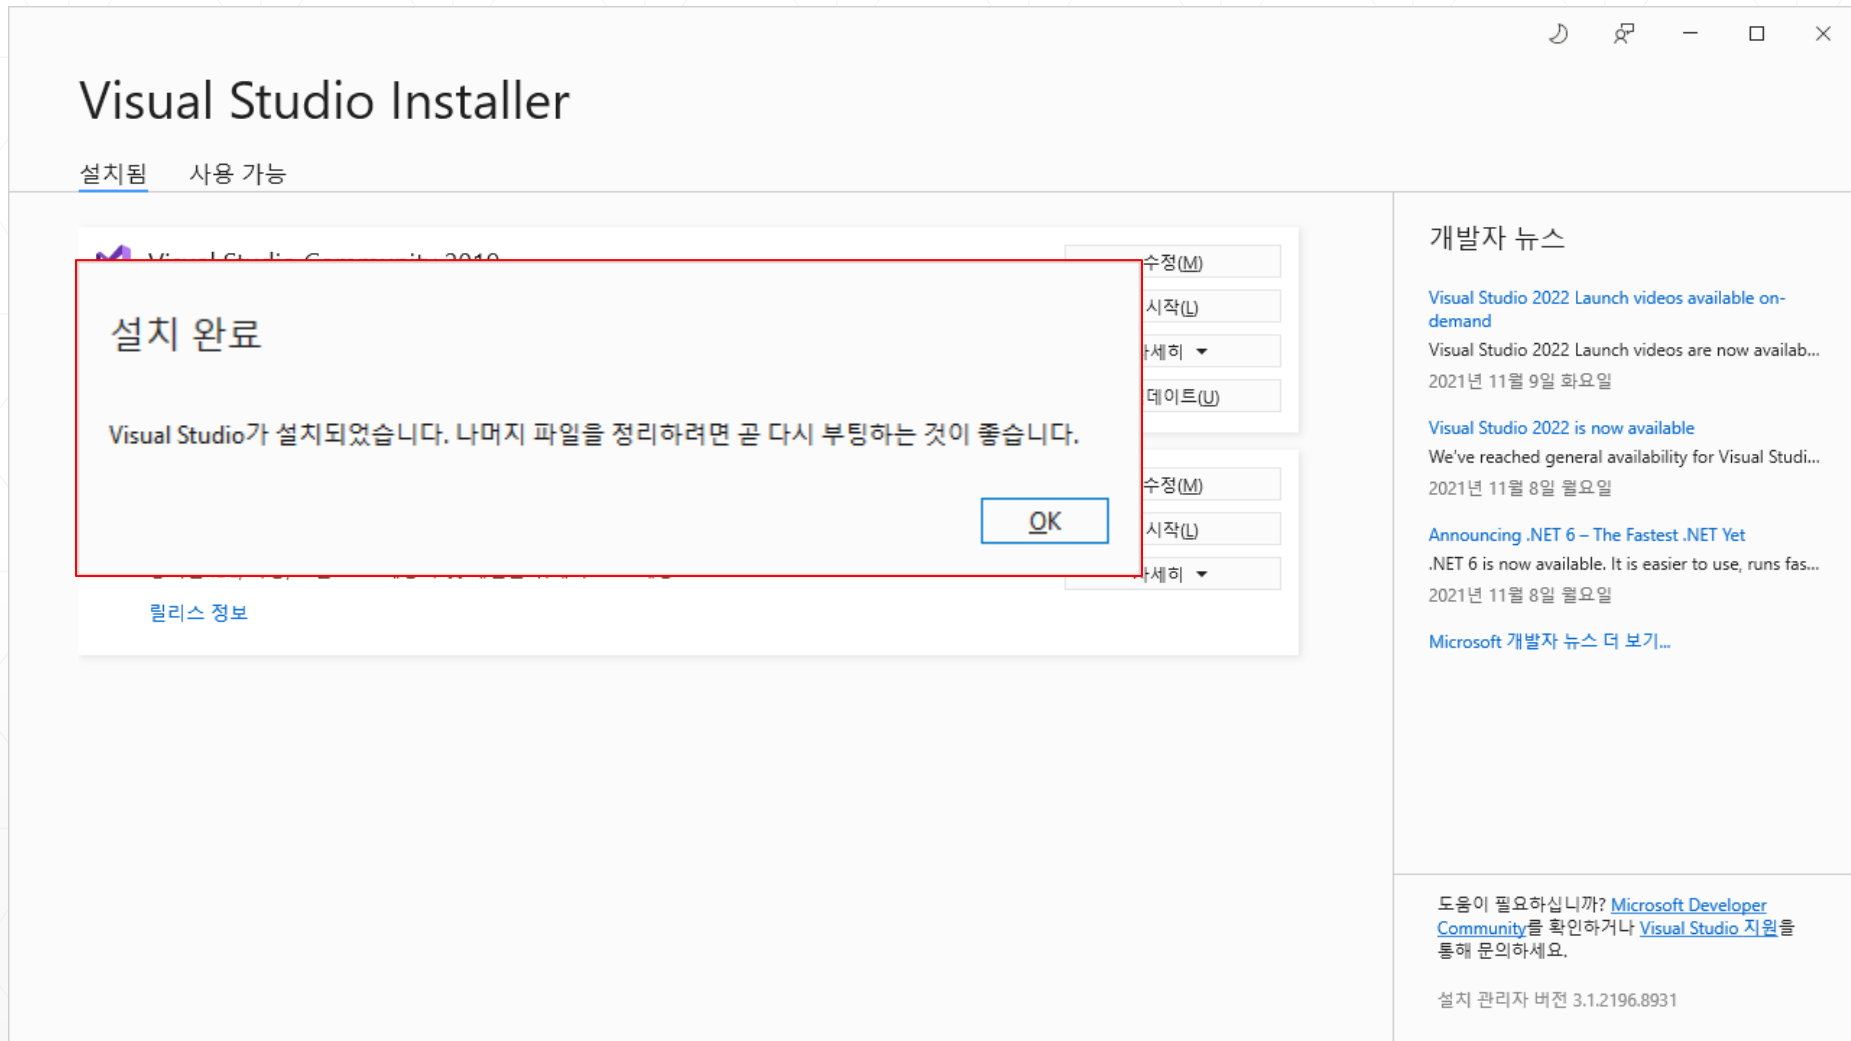 Visual Studio Installer
설치됨 사용 가능
Visual Studio Community 2019
수정(M)
시작(L)
자세히
데이트(U)
설치 완료
Visual Studio가 설치되었습니다. 나머지 파일을 정리하려면 곧 다시 부팅하는 것이 좋습니다.
OK
수정(M)
시작(L)
자세히
릴리스 정보
개발자 뉴스
Visual Studio 2022 Launch videos available on-
demand
Visual Studio 2022 Launch videos are now availab...
2021년 11월 9일 화요일
Visual Studio 2022 is now available
We've reached general availability for Visual Studi...
2021년 11월 8일 월요일
Announcing .NET 6 – The Fastest .NET Yet
.NET 6 is now available. It is easier to use, runs fas...
2021년 11월 8일 월요일
Microsoft 개발자 뉴스 더 보기...
도움이 필요하십니까? Microsoft Developer
Community를 확인하거나 Visual Studio 지원을
통해 문의하세요.
설치 관리자 버전 3.1.2196.8931